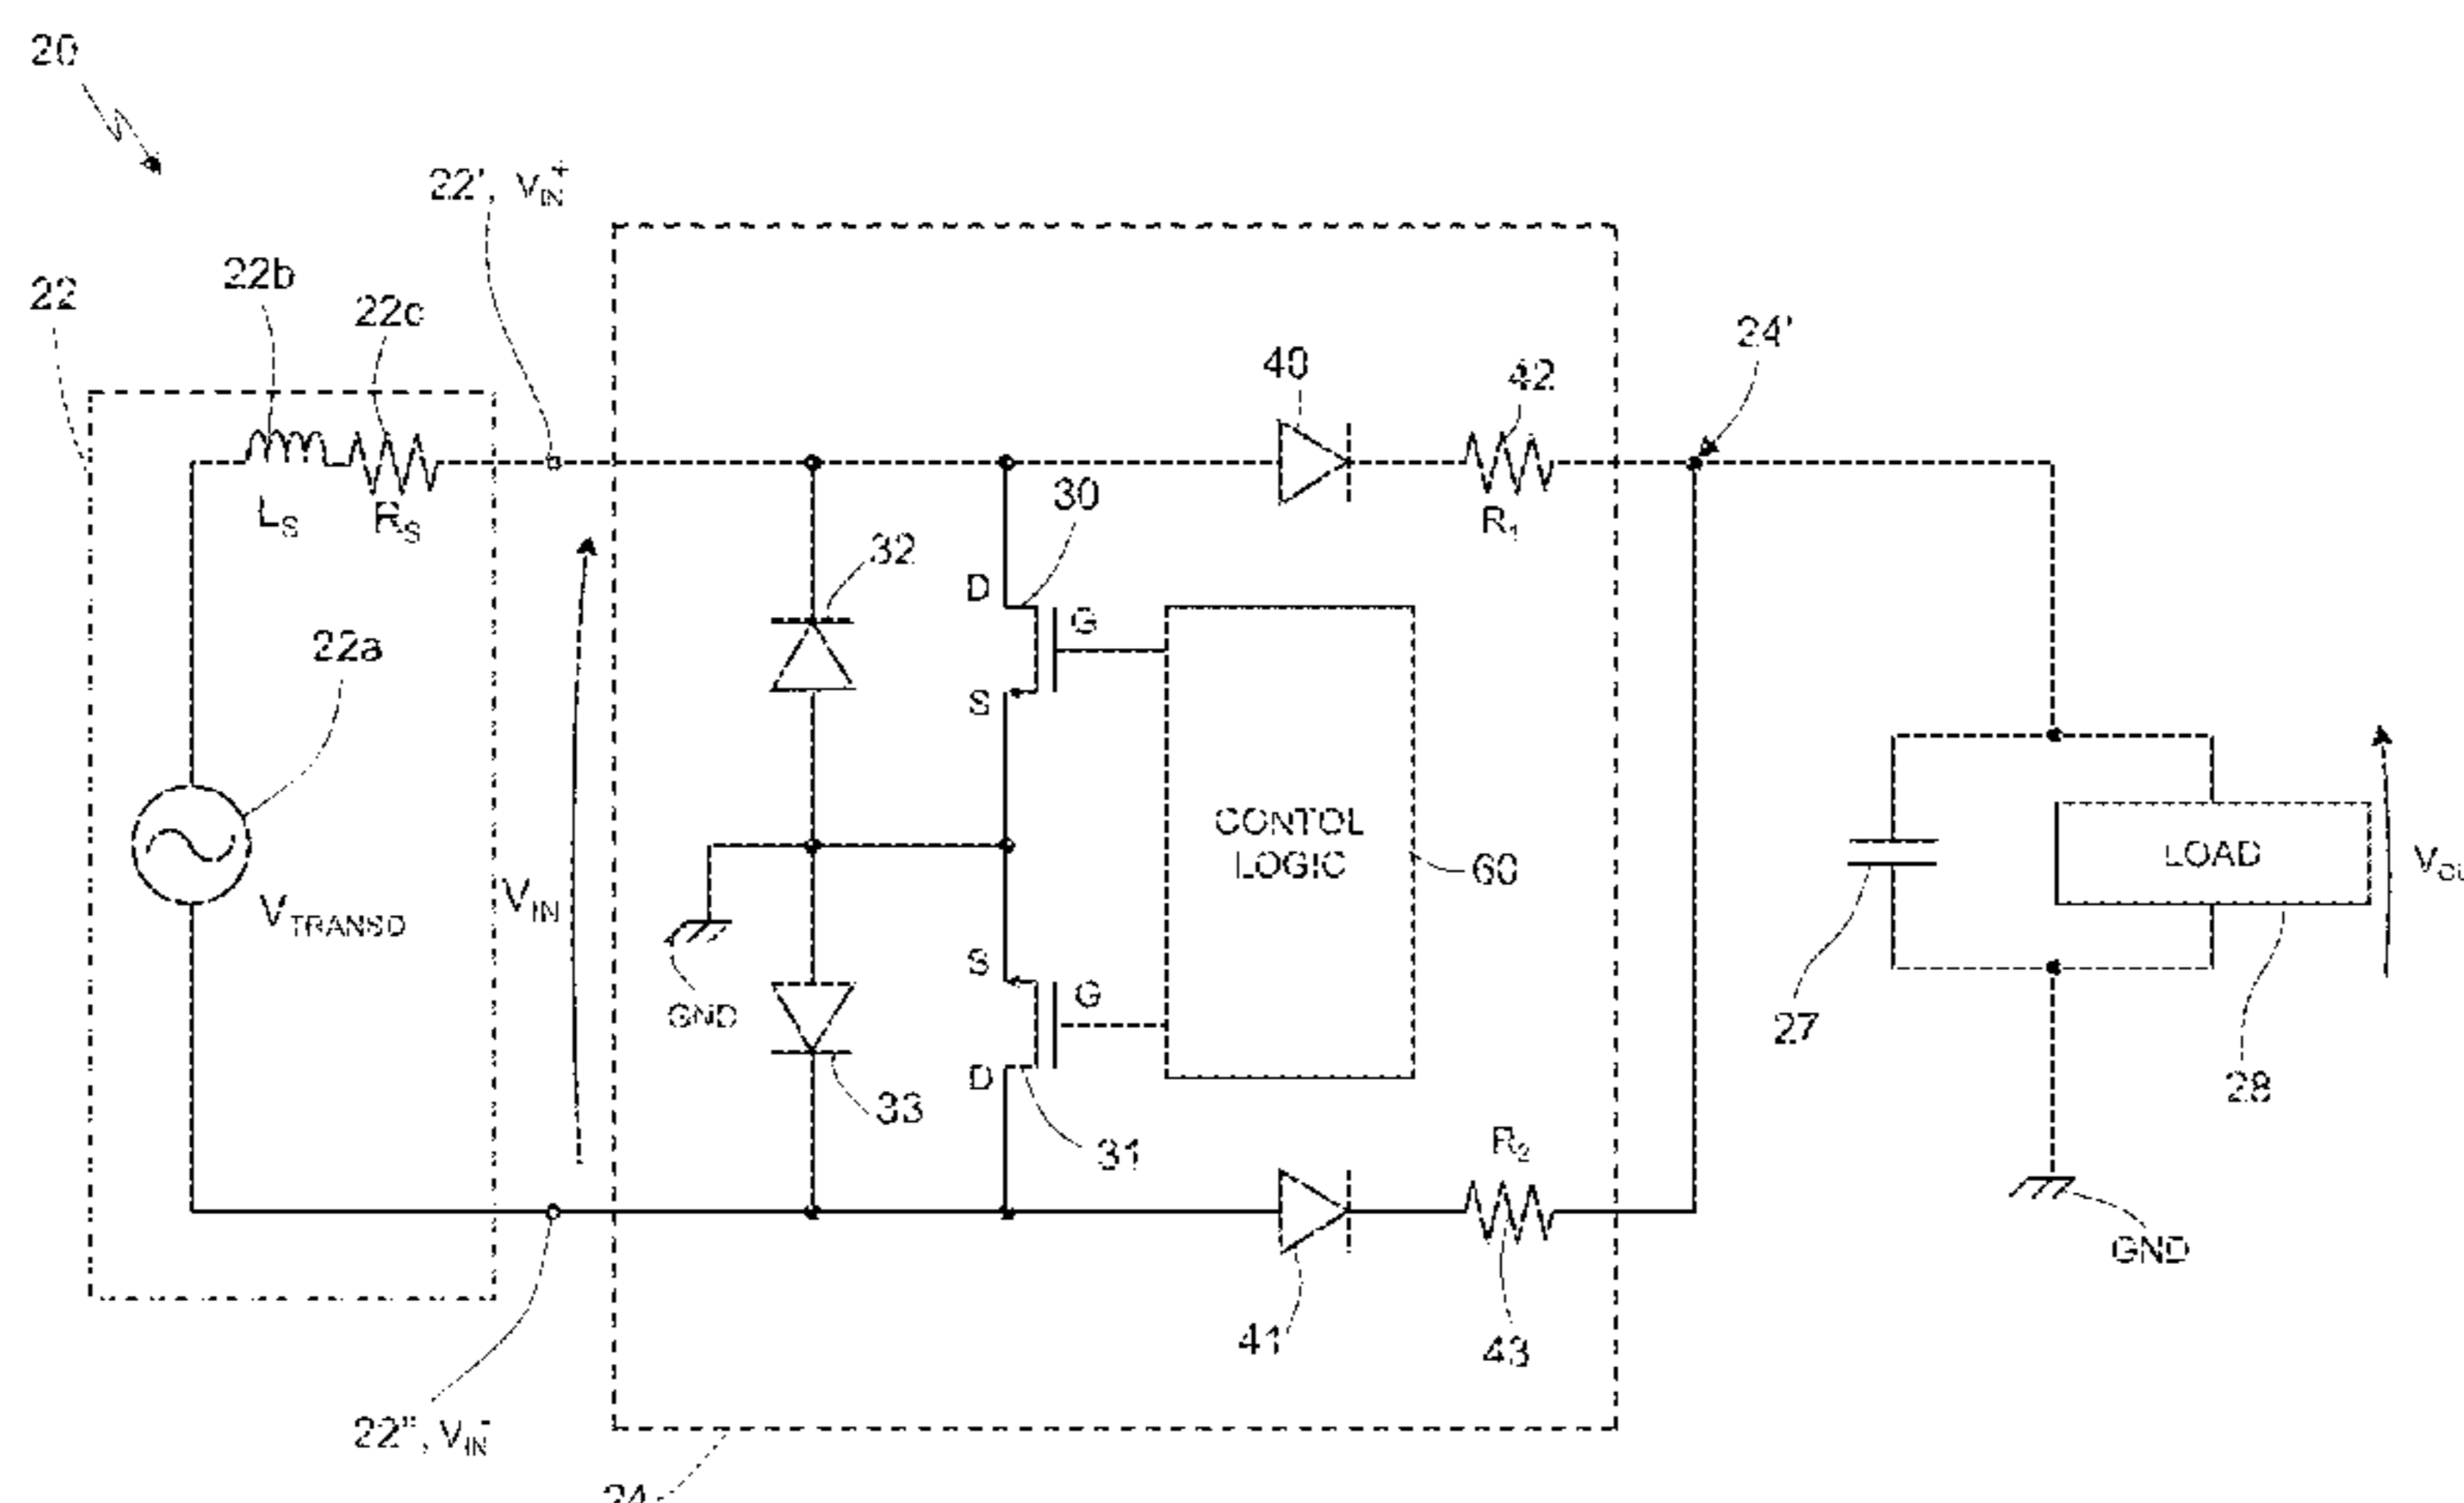 20
22', V_IN^+
22b
22
22c
24'
40
42
L_S
R_S
30
R_1
32
D
G
22a
S
CONTOL
LOGIC
60
LOAD
V_IN
V_TRANSD
S
G
GND
27
28
D
33
31
R_2
GND
41
43
22", V_IN^-